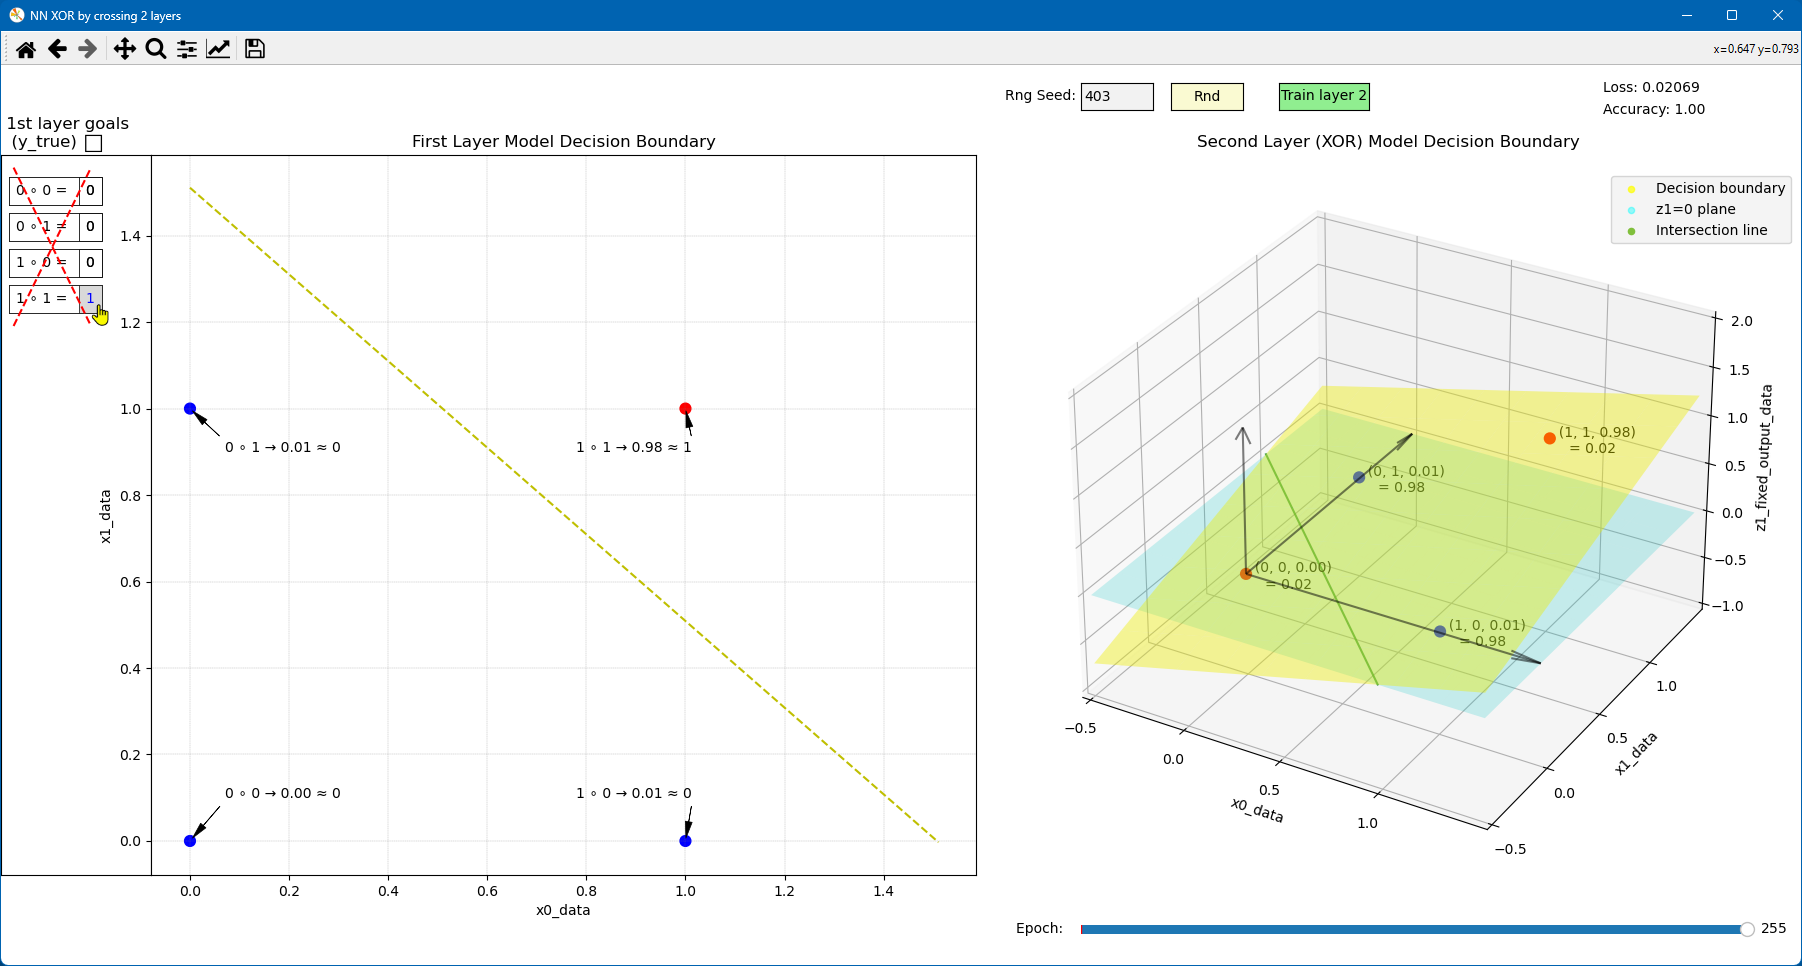 NN XOR by crossing 2 layers
x=0.647 y=0.793
Rng Seed: 403 Rnd Train layer 2
Loss: 0.02069
Accuracy: 1.00
1st layer goals
(y_true)
0 ∘ 0 = 0
0 ∘ 1 = 0
1 ∘ 0 = 0
1 ∘ 1 = 1
First Layer Model Decision Boundary
1.4
1.2
1.0
0.8
0.6
0.4
0.2
0.0
x1_data
0 ∘ 1 → 0.01 ≈ 0
1 ∘ 1 → 0.98 ≈ 1
0 ∘ 0 → 0.00 ≈ 0
1 ∘ 0 → 0.01 ≈ 0
0.0 0.2 0.4 0.6 0.8 1.0 1.2 1.4
x0_data
Second Layer (XOR) Model Decision Boundary
Decision boundary
z1=0 plane
Intersection line
(1, 1, 0.98)
= 0.02
(0, 1, 0.01)
= 0.98
(0, 0, 0.00)
= 0.02
(1, 0, 0.01)
= 0.98
2.0
1.5
1.0
0.5
0.0
−0.5
−1.0
z1_fixed_output_data
−0.5
0.0
0.5
1.0
x0_data
1.0
0.5
0.0
−0.5
x1_data
Epoch: 255